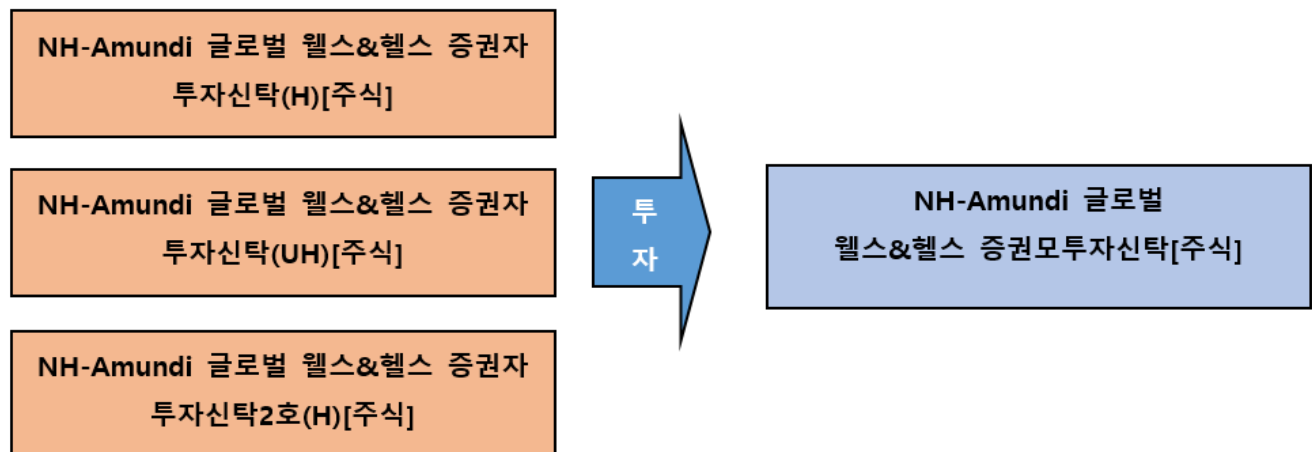 NH-Amundi 글로벌 웰스&헬스 증권자
투자신탁(H)[주식]
NH-Amundi 글로벌 웰스&헬스 증권자
투자신탁(UH)[주식]
NH-Amundi 글로벌 웰스&헬스 증권자
투자신탁2호(H)[주식]
투
자
NH-Amundi 글로벌
웰스&헬스 증권모투자신탁[주식]